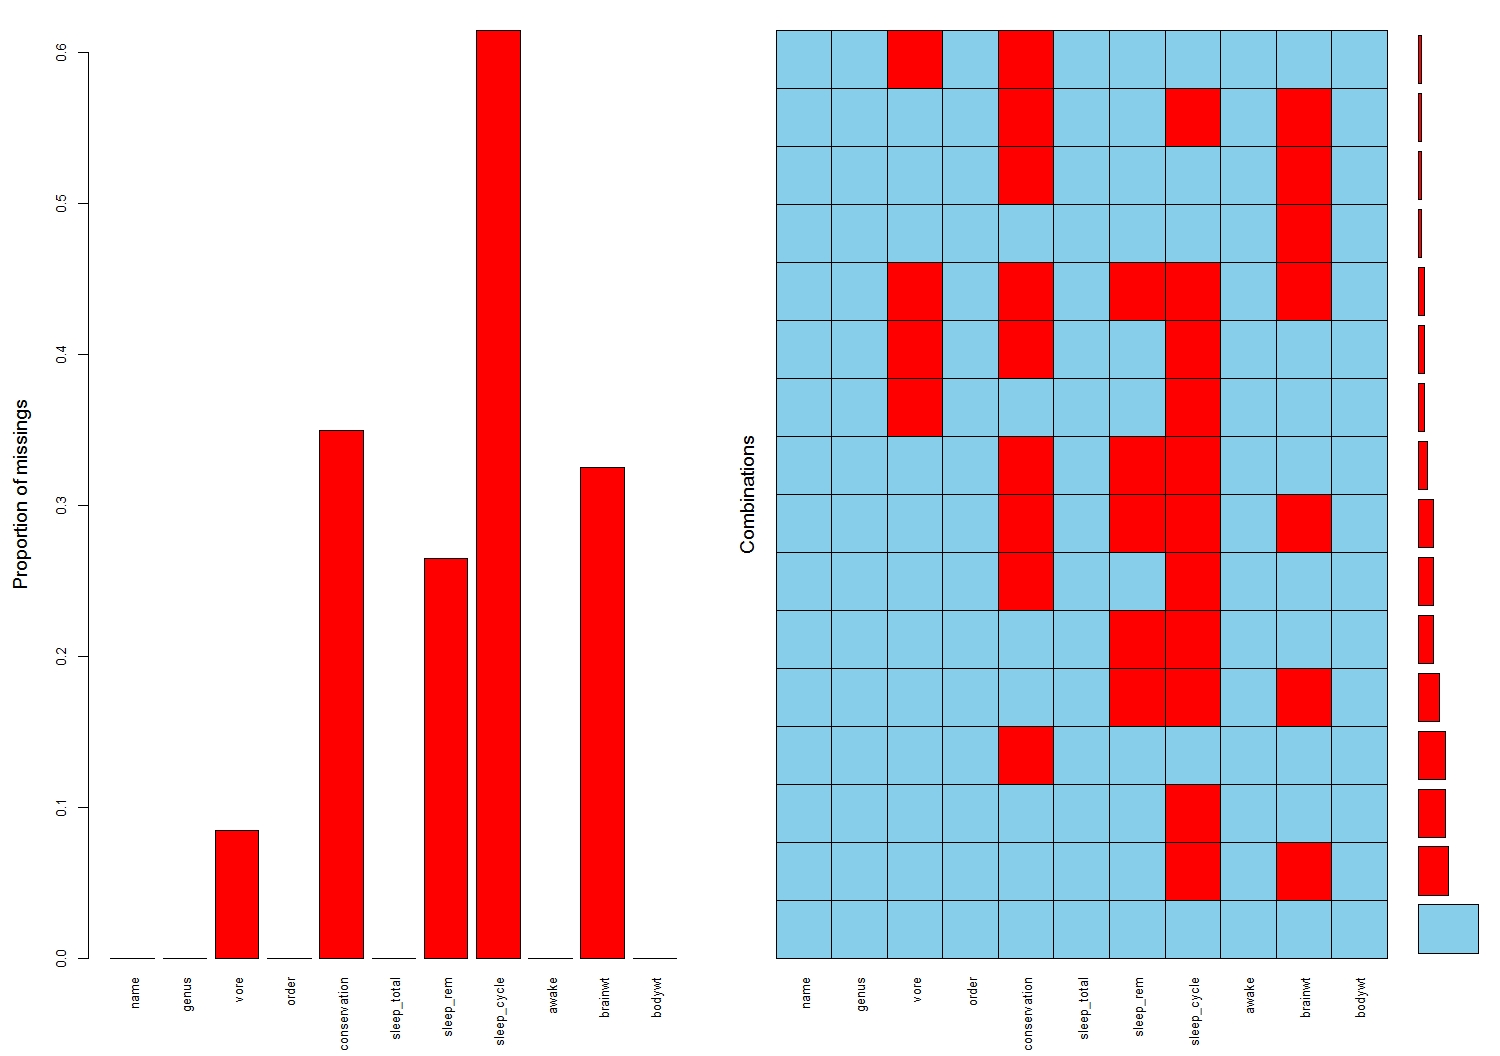 Proportion of missings
0.6
0.5
0.4
0.3
0.2
0.1
0.0
name
genus
vore
order
conservation
sleep_total
sleep_rem
sleep_cycle
awake
brainwt
bodywt
Combinations
name
genus
vore
order
conservation
sleep_total
sleep_rem
sleep_cycle
awake
brainwt
bodywt